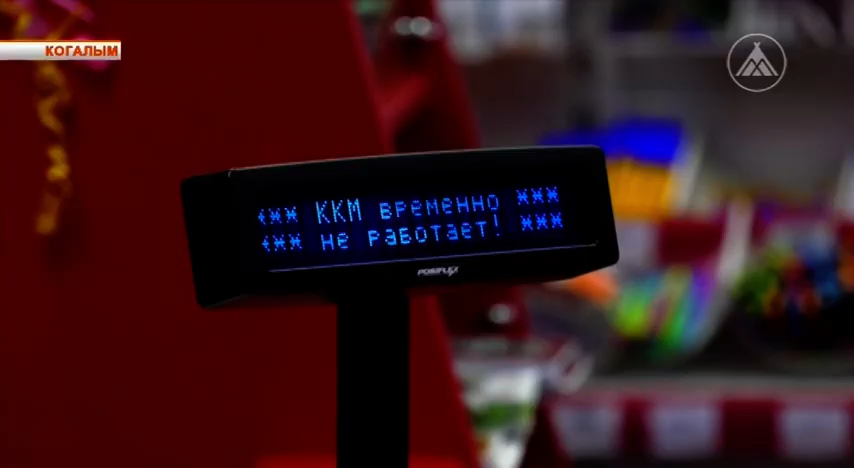 КОГАЛЫМ
*** ККМ временно ***
*** не работает! ***
POSIFLEX